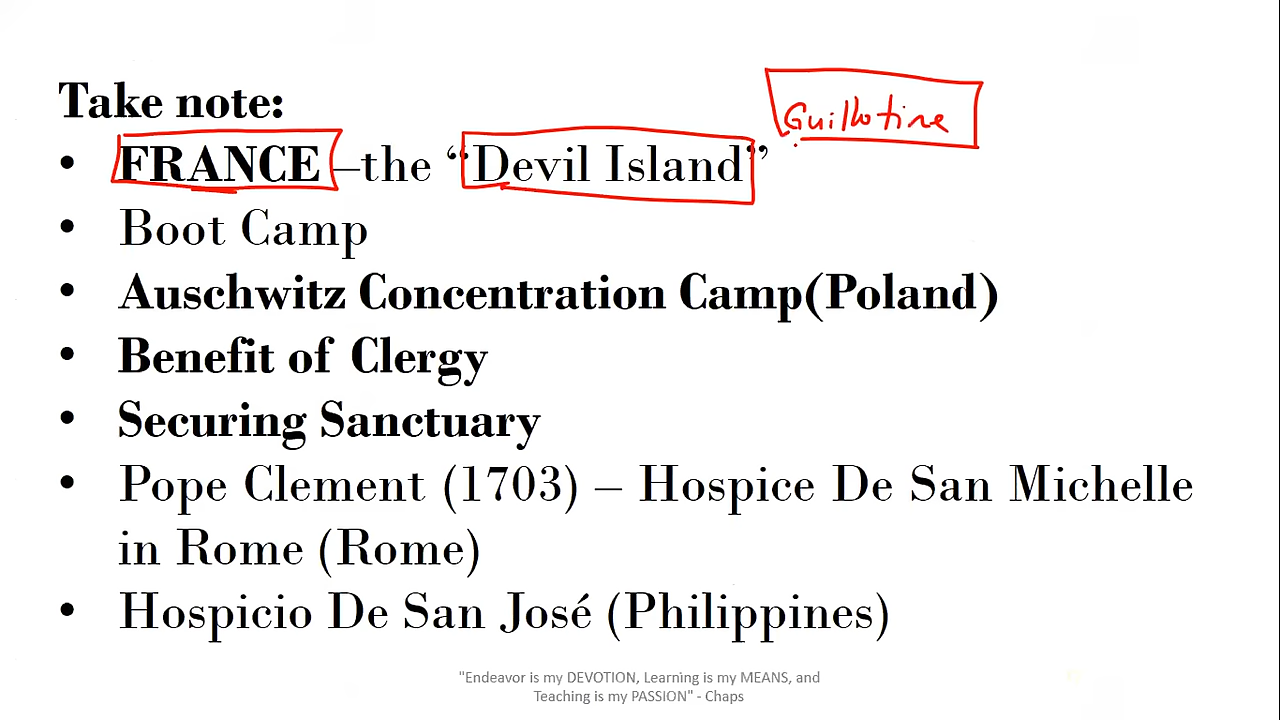 Take note:
Guillotine
• FRANCE –the “Devil Island”
• Boot Camp
• Auschwitz Concentration Camp(Poland)
• Benefit of Clergy
• Securing Sanctuary
• Pope Clement (1703) – Hospice De San Michelle
in Rome (Rome)
• Hospicio De San José (Philippines)
"Endeavor is my DEVOTION, Learning is my MEANS, and
Teaching is my PASSION" - Chaps